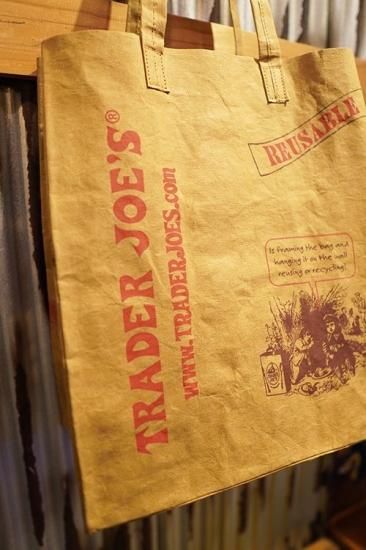 TRADER JOE'S®
www.TRADERJOES.com
REUSABLE
Is framing the bag and
hanging it on the wall
reusing or recycling?